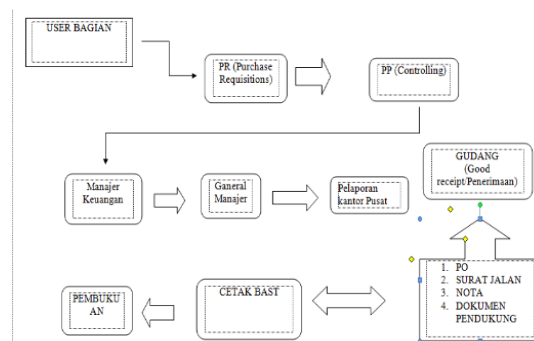 USER BAGIAN
PR (Purchase
Requisitions)
PP (Controlling)
GUDANG
(Good
receipt/Penerimaan)
Manajer
Keuangan
Ganeral
Manajer
Pelaporan
kantor Pusat
1. PO
2. SURAT JALAN
3. NOTA
4. DOKUMEN
PENDUKUNG
CETAK BAST
PEMBUKU
AN